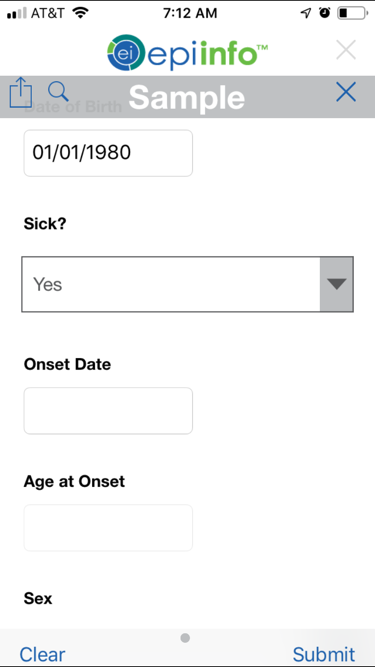 AT&T 7:12 AM
ei epiinfo™
Date of Birth Sample
01/01/1980
Sick?
Yes
Onset Date
Age at Onset
Sex
Clear Submit